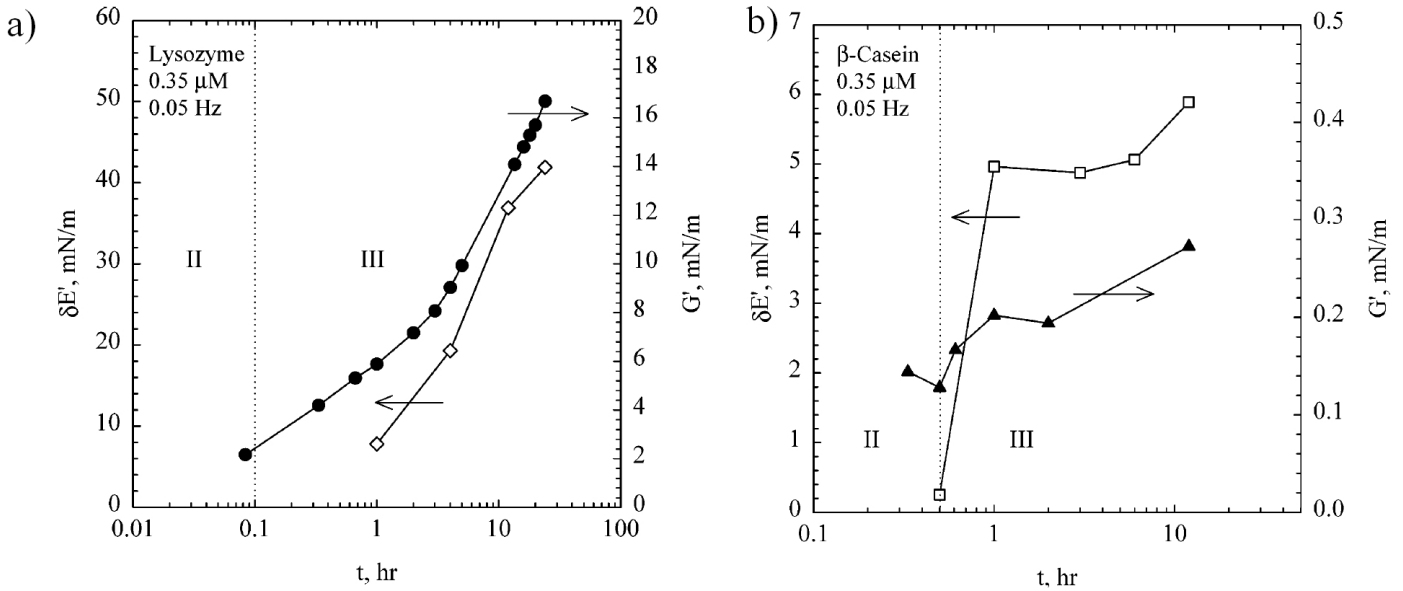 a)
Lysozyme
0.35 μM
0.05 Hz
II
III
δE', mN/m
60
50
40
30
20
10
0
G', mN/m
20
18
16
14
12
10
8
6
4
2
0
0.01 0.1 1 10 100
t, hr
b)
β-Casein
0.35 μM
0.05 Hz
II
III
δE', mN/m
7
6
5
4
3
2
1
0
G', mN/m
0.5
0.4
0.3
0.2
0.1
0.0
0.1 1 10
t, hr